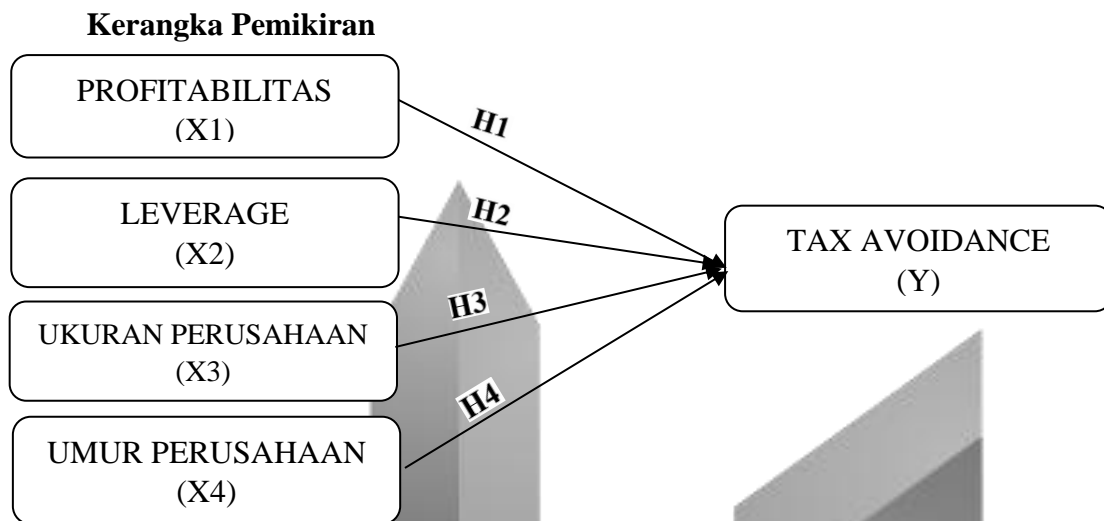 Kerangka Pemikiran
PROFITABILITAS
(X1)
H1
LEVERAGE
(X2)
H2
TAX AVOIDANCE
(Y)
UKURAN PERUSAHAAN
(X3)
H3
UMUR PERUSAHAAN
(X4)
H4